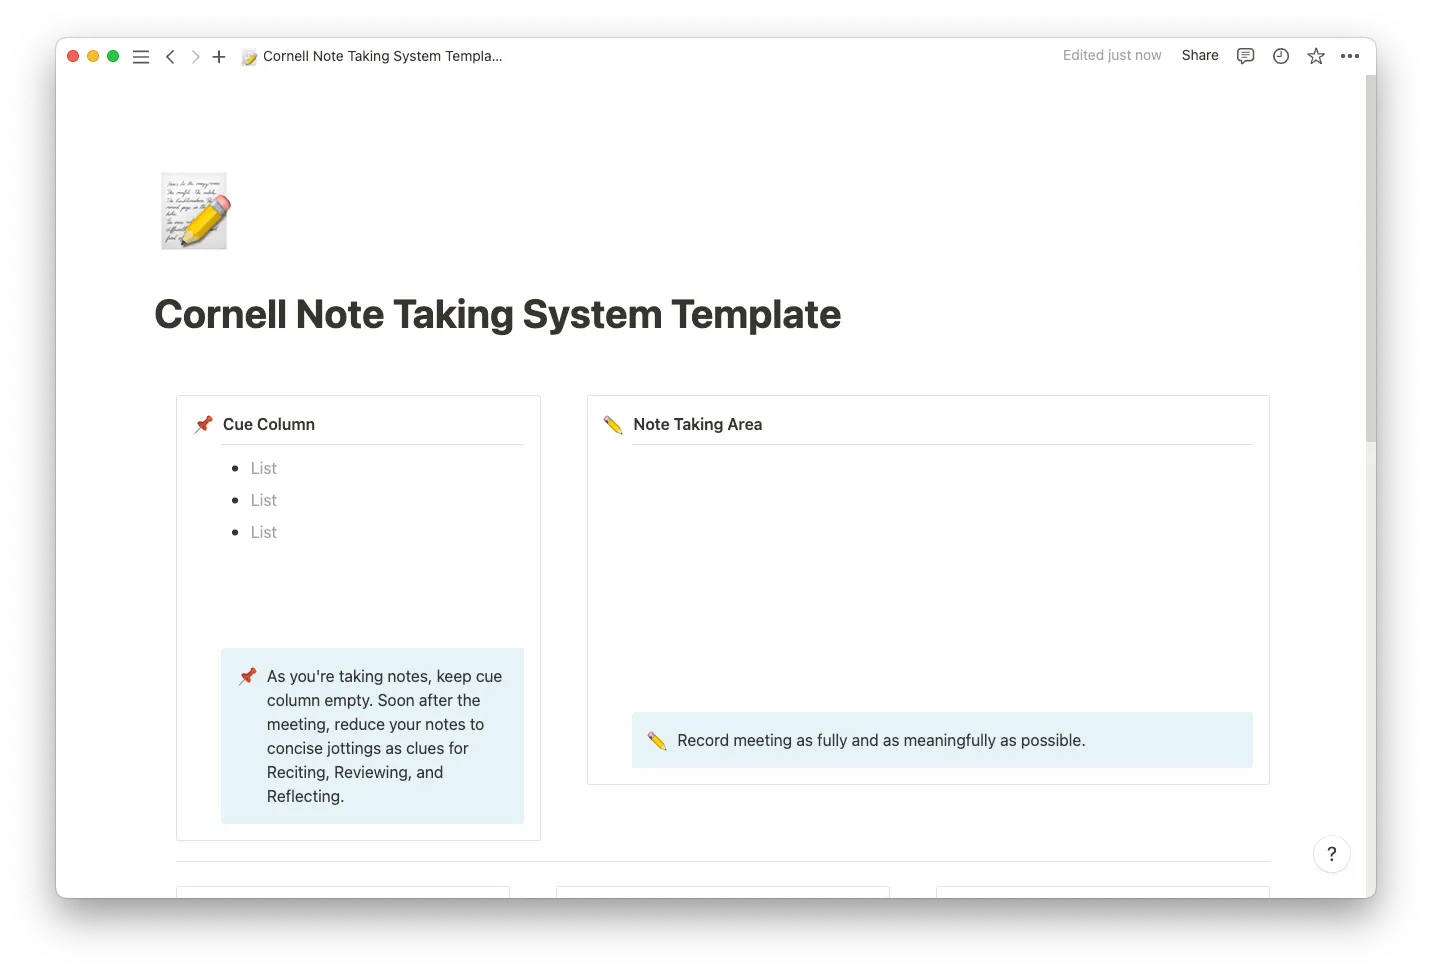 Cornell Note Taking System Templa...
Edited just now
Share
Cornell Note Taking System Template
Cue Column
List
List
List
As you're taking notes, keep cue
column empty. Soon after the
meeting, reduce your notes to
concise jottings as clues for
Reciting, Reviewing, and
Reflecting.
Note Taking Area
Record meeting as fully and as meaningfully as possible.
?